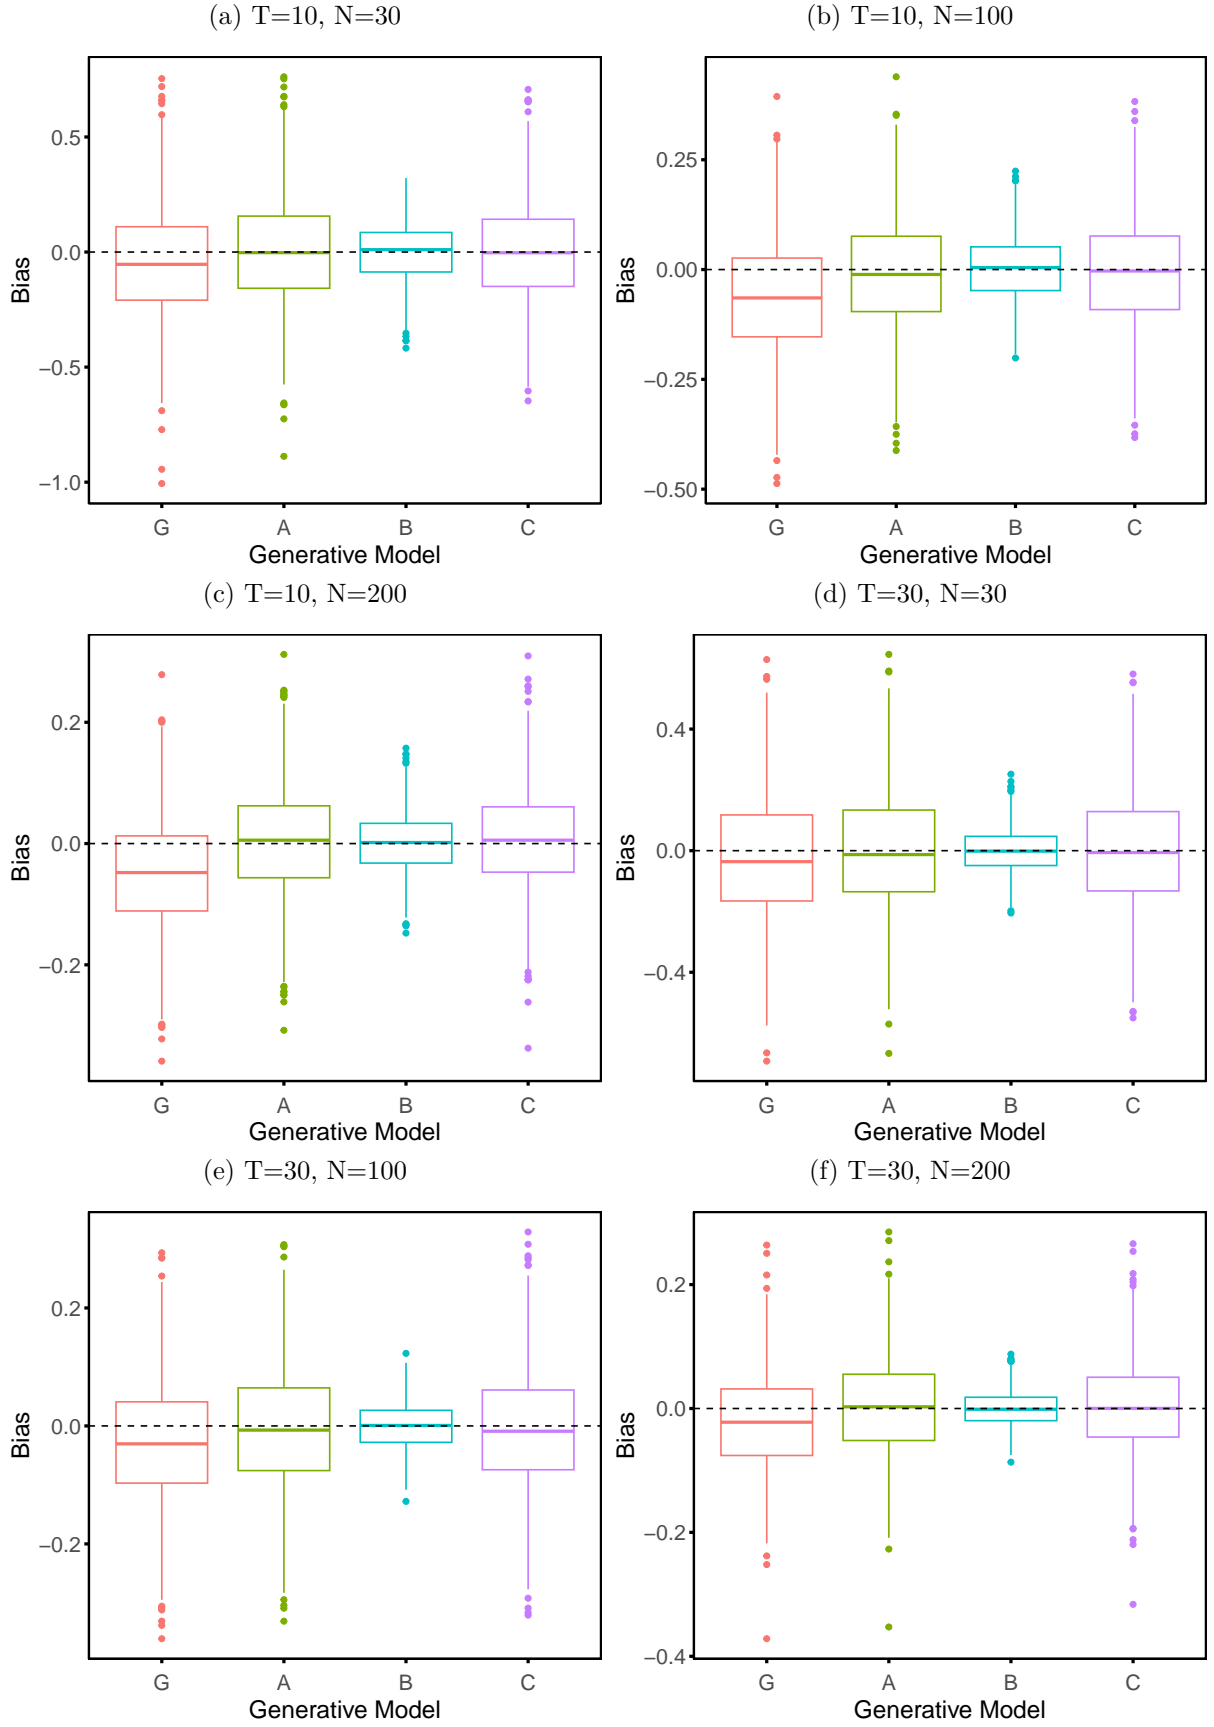 (a) T=10, N=30
(b) T=10, N=100
Bias
0.5
0.0
−0.5
−1.0
G A B C
Generative Model
Bias
0.25
0.00
−0.25
−0.50
G A B C
Generative Model
(c) T=10, N=200
(d) T=30, N=30
Bias
0.2
0.0
−0.2
G A B C
Generative Model
Bias
0.4
0.0
−0.4
G A B C
Generative Model
(e) T=30, N=100
(f) T=30, N=200
Bias
0.2
0.0
−0.2
G A B C
Generative Model
Bias
0.2
0.0
−0.2
−0.4
G A B C
Generative Model